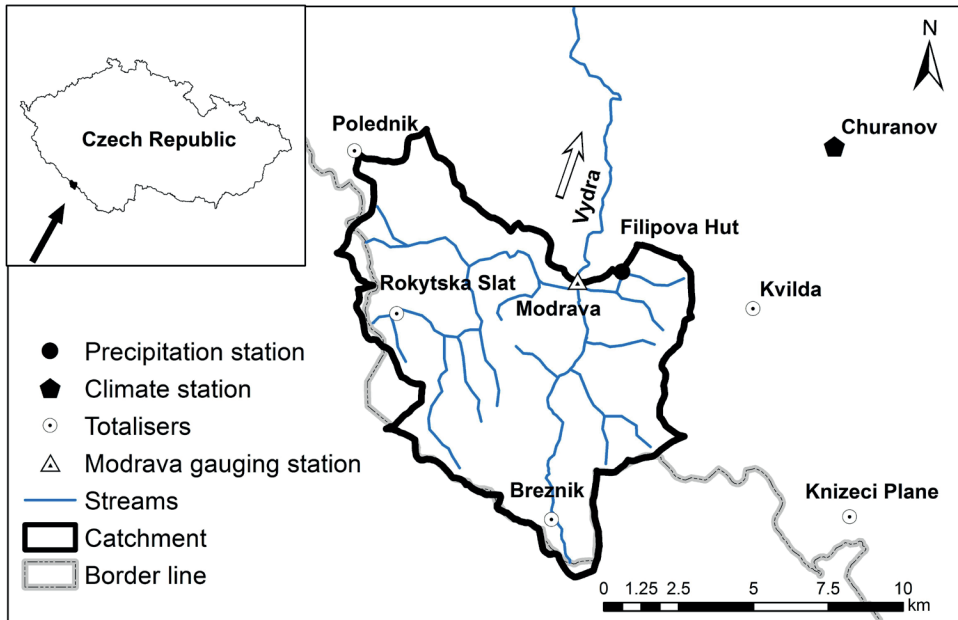 Czech Republic
N
Polednik
Churanov
Vydra
Filipova Hut
Rokytska Slat
Modrava
Kvilda
Breznik
Knizeci Plane
Precipitation station
Climate station
Totalisers
Modrava gauging station
Streams
Catchment
Border line
0 1.25 2.5 5 7.5 10
km